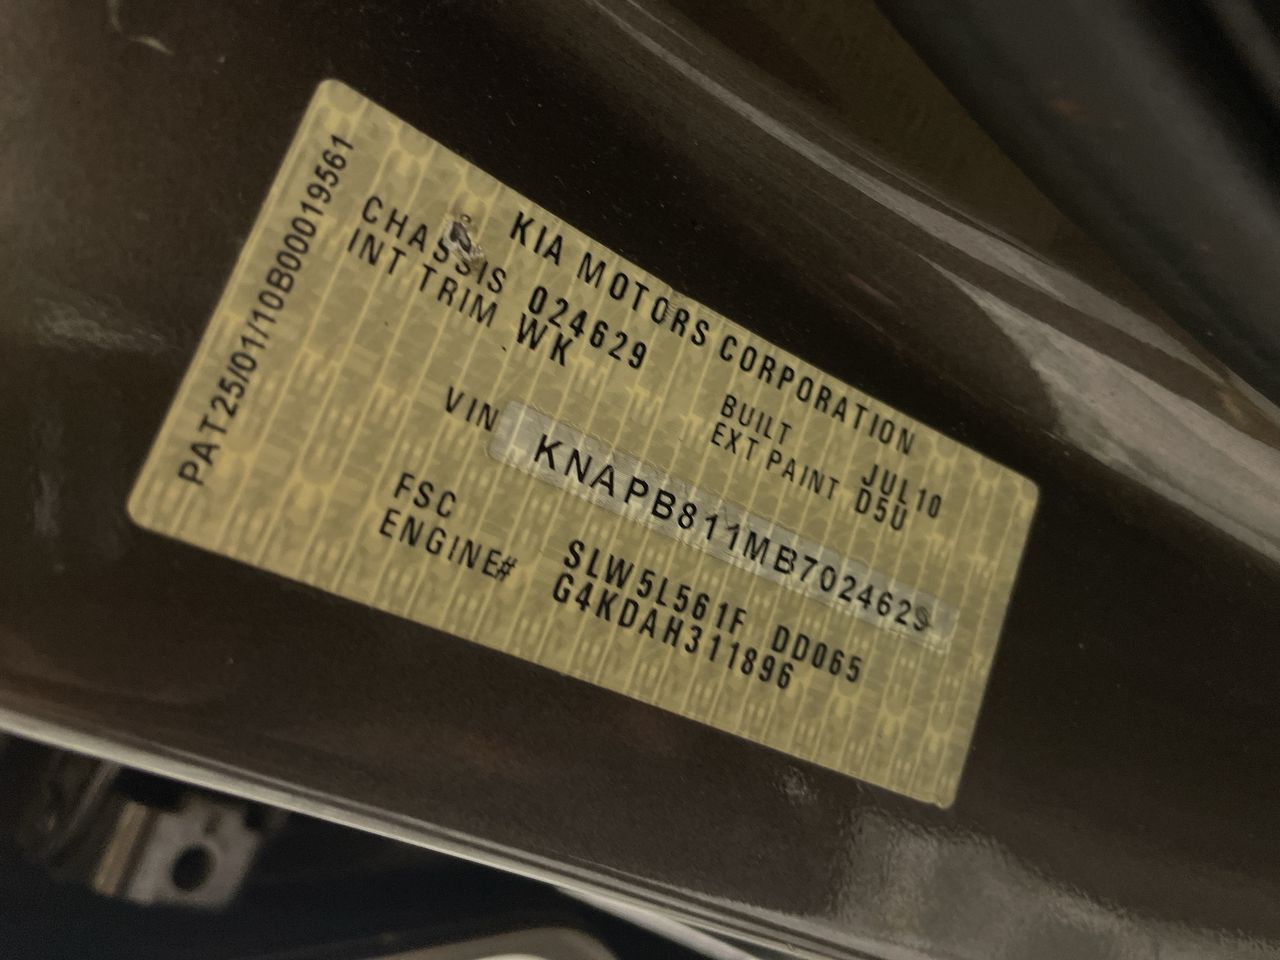 PAT25/01/10B00019561
KIA MOTORS CORPORATION
CHASSIS 024629 BUILT JUL10
INT TRIM WK EXT PAINT D5U
VIN KNAPB811MB7024629
FSC SLW5L561F DD065
ENGINE# G4KDAH311896